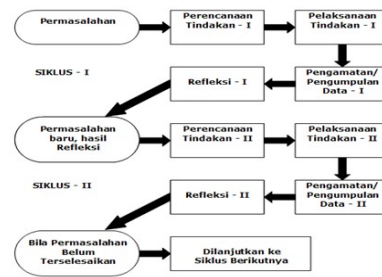 Permasalahan
Perencanaan
Tindakan - I
Pelaksanaan
Tindakan - I
SIKLUS - I
Refleksi - I
Pengamatan/
Pengumpulan
Data - I
Permasalahan
baru, hasil
Refleksi
Perencanaan
Tindakan - II
Pelaksanaan
Tindakan - II
SIKLUS - II
Refleksi - II
Pengamatan/
Pengumpulan
Data - II
Bila Permasalahan
Belum
Terselesaikan
Dilanjutkan ke
Siklus Berikutnya